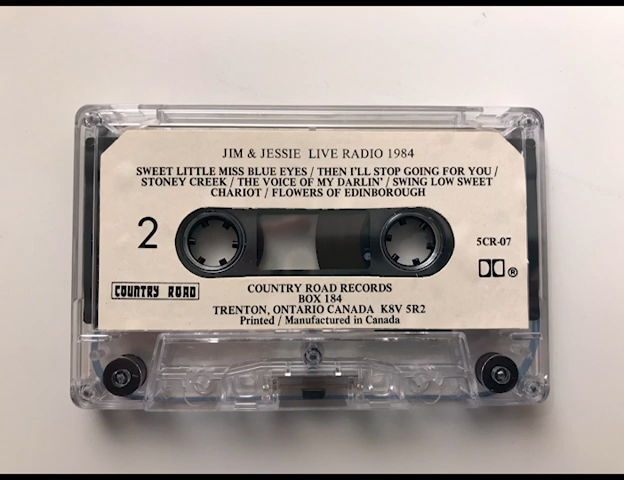 JIM & JESSIE LIVE RADIO 1984
SWEET LITTLE MISS BLUE EYES / THEN I'LL STOP GOING FOR YOU /
STONEY CREEK / THE VOICE OF MY DARLIN' / SWING LOW SWEET
CHARIOT / FLOWERS OF EDINBOROUGH
2
5CR-07
®
COUNTRY ROAD
COUNTRY ROAD RECORDS
BOX 184
TRENTON, ONTARIO CANADA K8V 5R2
Printed / Manufactured in Canada